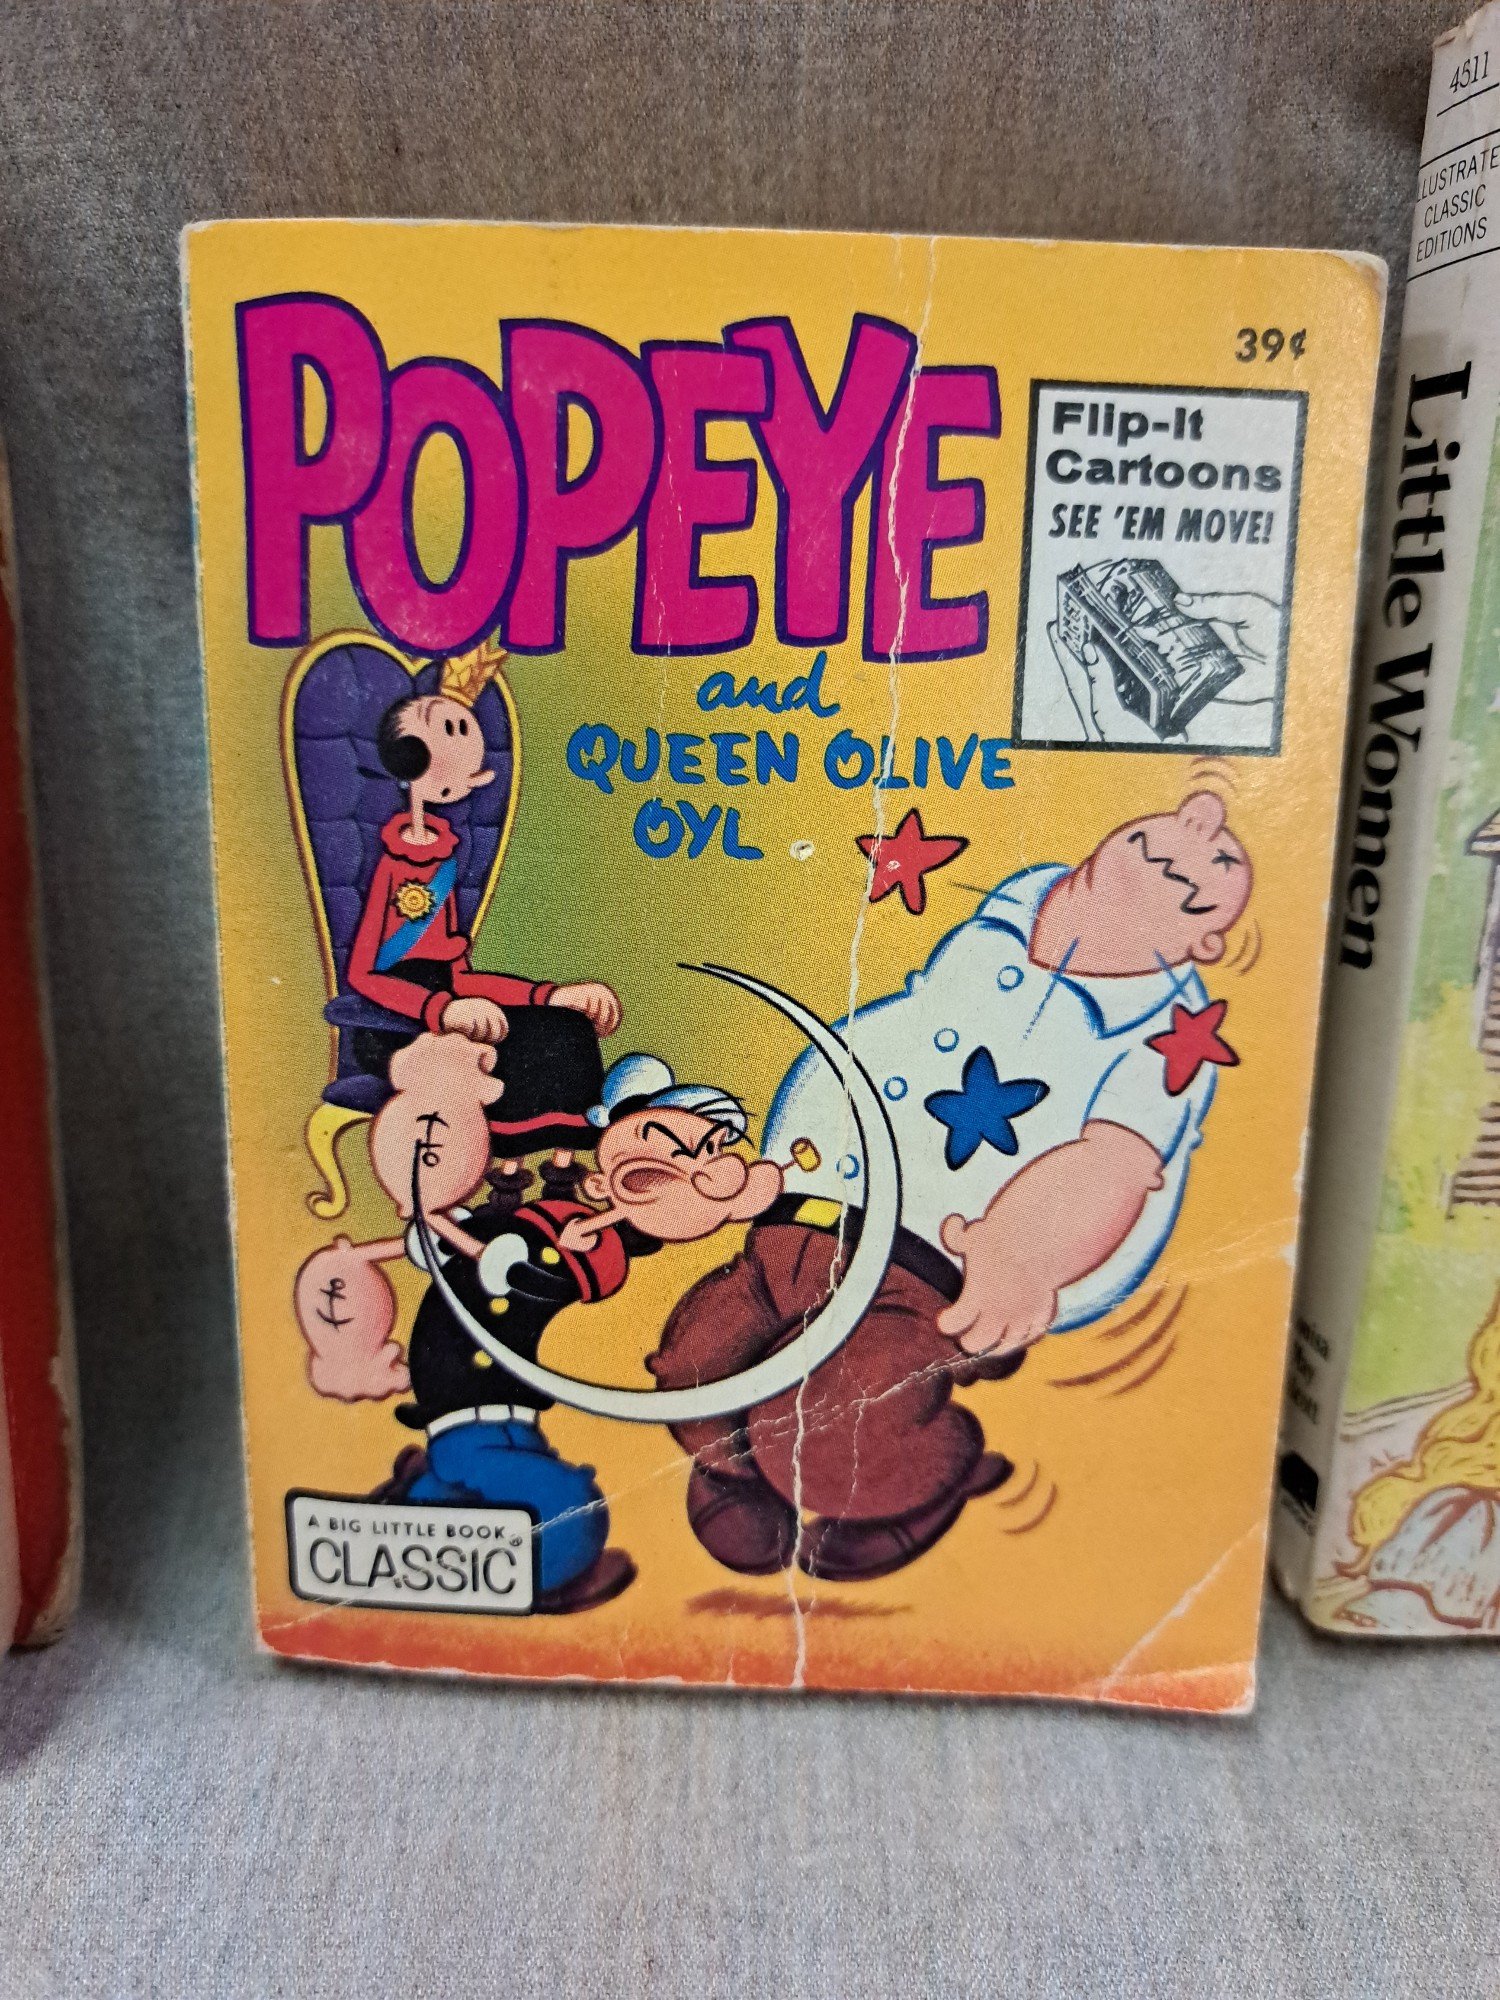 POPEYE
and
QUEEN OLIVE
OYL
39¢
Flip-It
Cartoons
SEE 'EM MOVE!
A BIG LITTLE BOOK®
CLASSIC
4511
ILLUSTRATE
CLASSIC
EDITIONS
Little Women